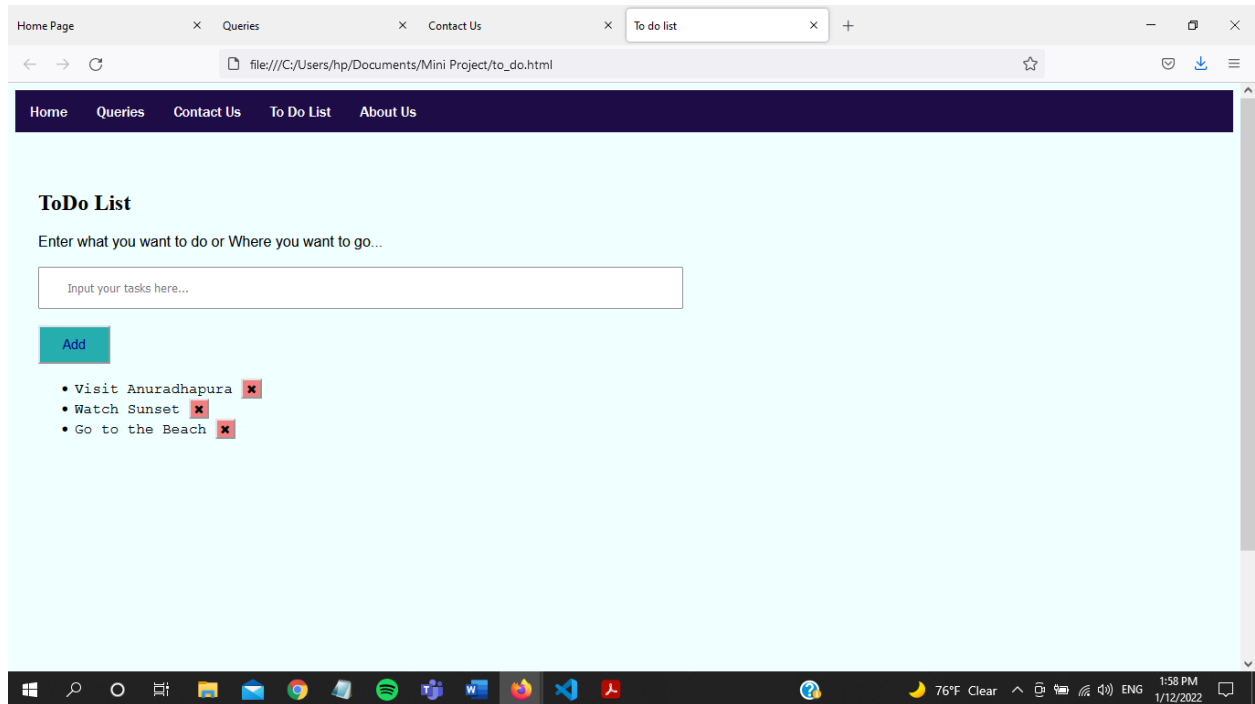 Home Page Queries Contact Us To do list
file:///C:/Users/hp/Documents/Mini Project/to_do.html
Home Queries Contact Us To Do List About Us
ToDo List
Enter what you want to do or Where you want to go...
Input your tasks here...
Add
Visit Anuradhapura
Watch Sunset
Go to the Beach
76°F Clear ENG 1:58 PM
1/12/2022